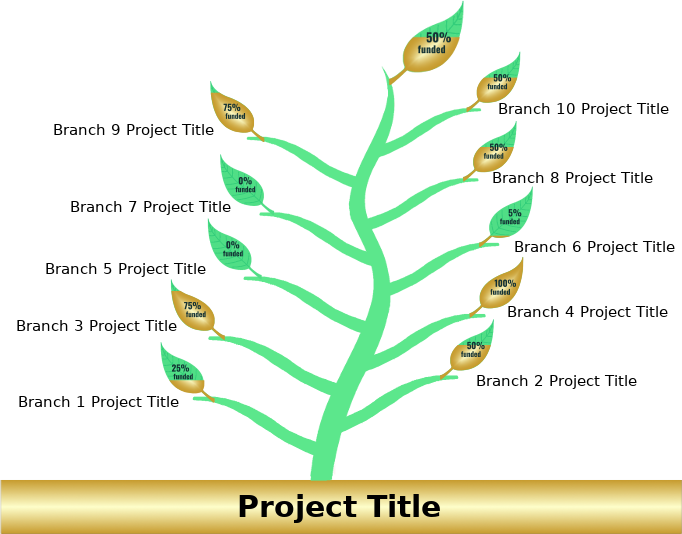 50%
funded
50%
funded
Branch 10 Project Title
75%
funded
Branch 9 Project Title
50%
funded
Branch 8 Project Title
0%
funded
Branch 7 Project Title
5%
funded
Branch 6 Project Title
0%
funded
Branch 5 Project Title
100%
funded
Branch 4 Project Title
75%
funded
Branch 3 Project Title
50%
funded
Branch 2 Project Title
25%
funded
Branch 1 Project Title
Project Title